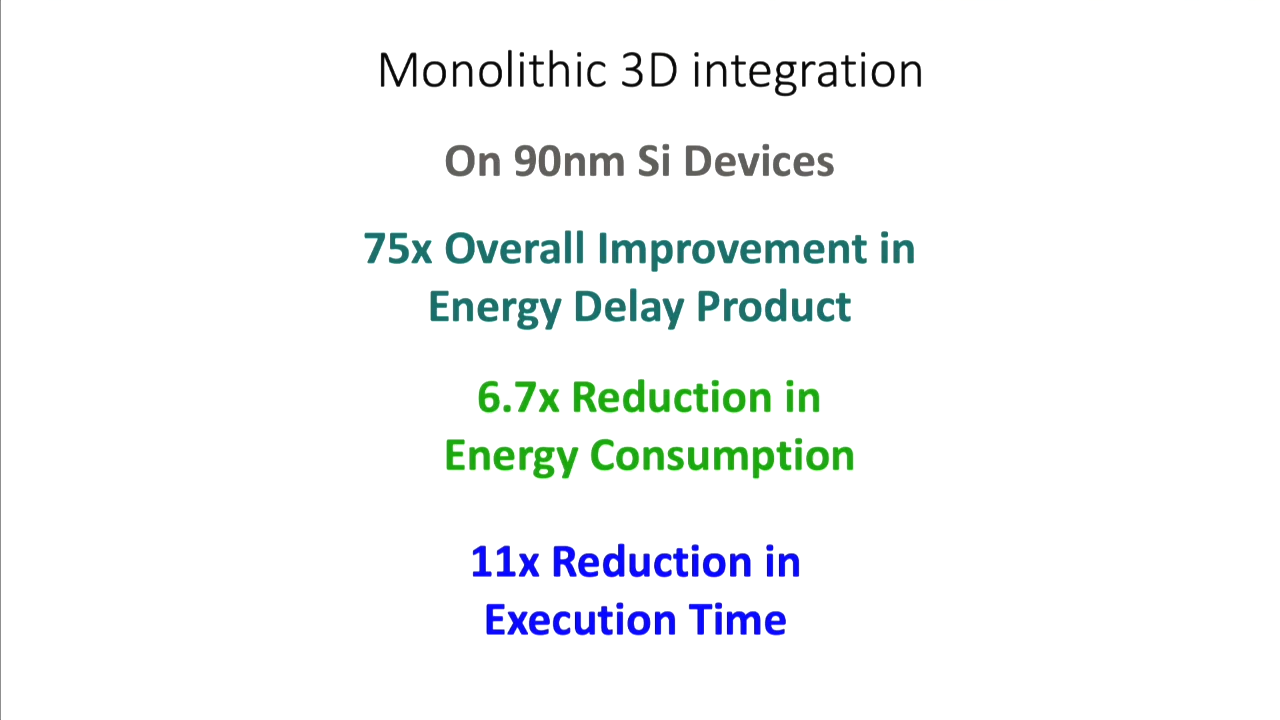 Monolithic 3D integration
On 90nm Si Devices
75x Overall Improvement in
Energy Delay Product
6.7x Reduction in
Energy Consumption
11x Reduction in
Execution Time